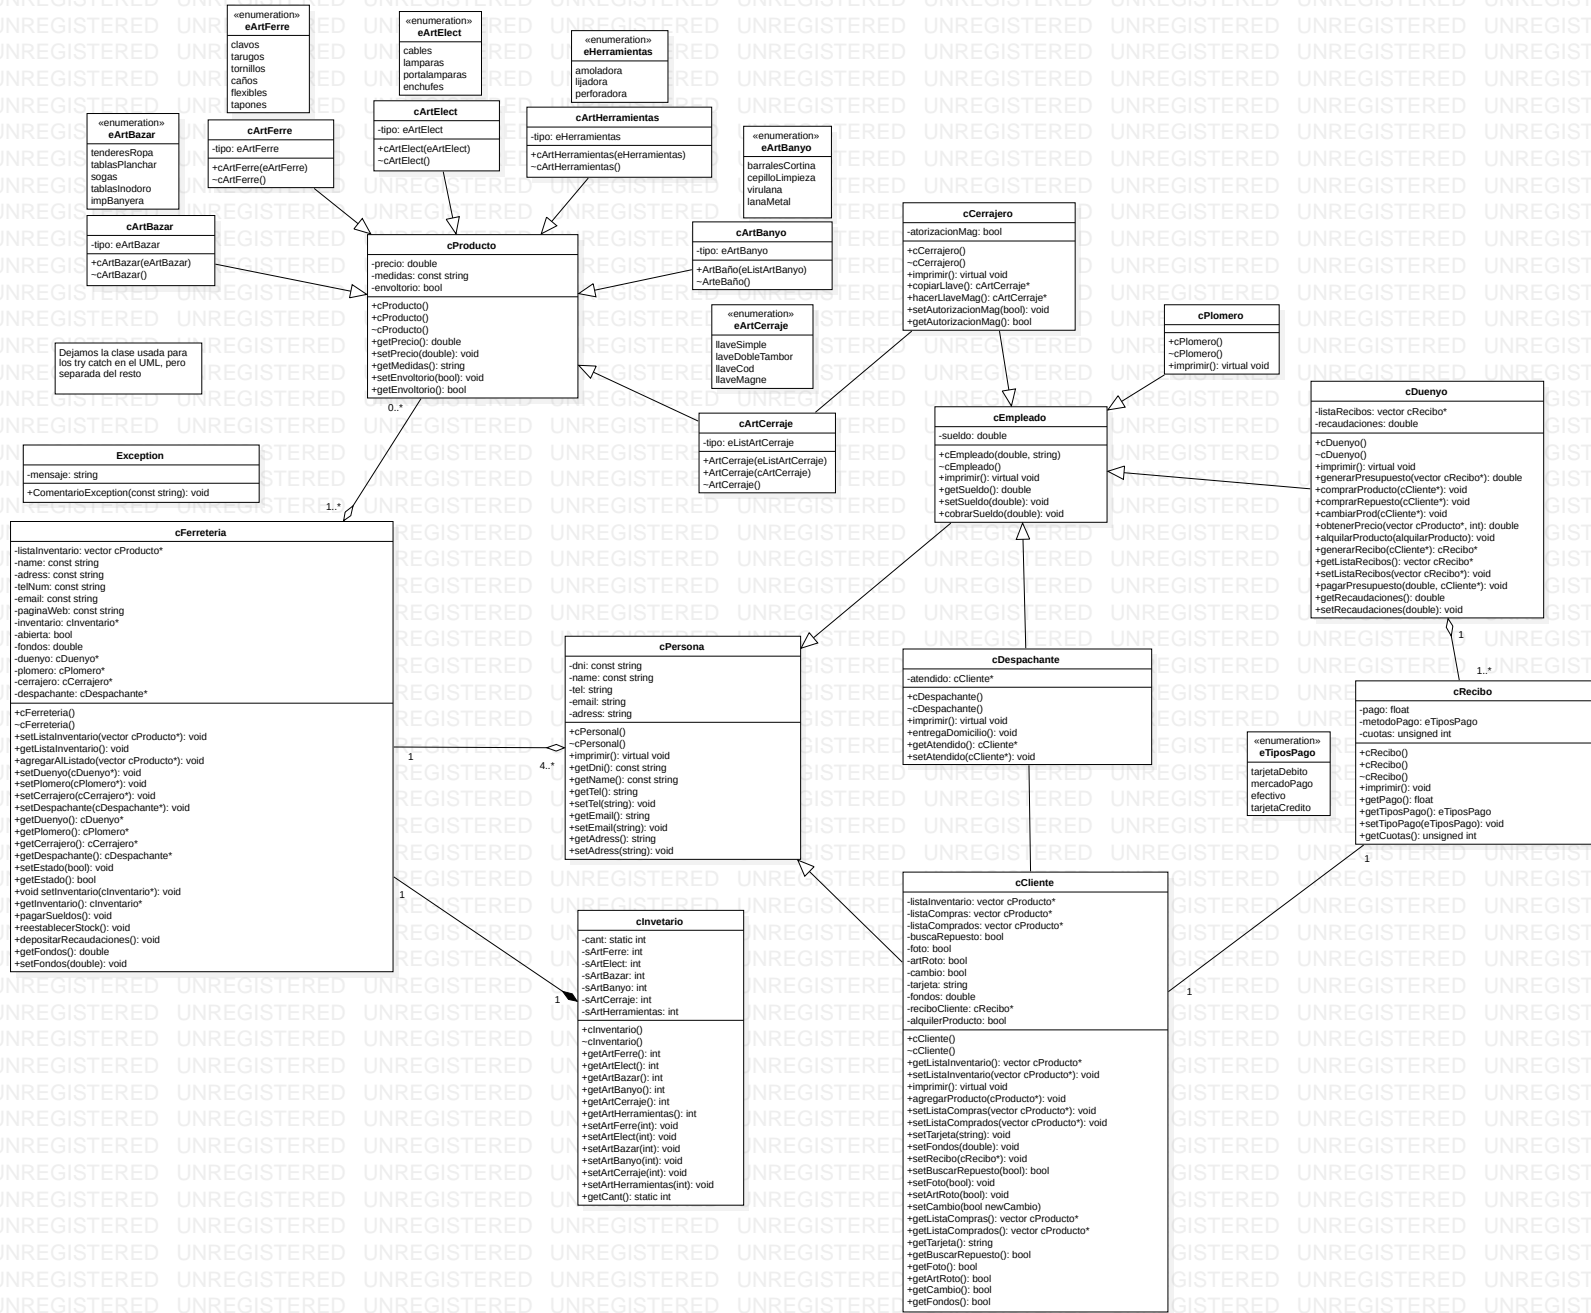 «enumeration»
eArtFerre
clavos
tarugos
tornillos
caños
flexibles
tapones
«enumeration»
eArtElect
cables
lamparas
portalamparas
enchufes
«enumeration»
eHerramientas
amoladora
lijadora
perforadora
«enumeration»
eArtBazar
tenderesRopa
tablasPlanchar
sogas
tablasInodoro
impBanyera
cArtFerre
-tipo: eArtFerre
+cArtFerre(eArtFerre)
~cArtFerre()
cArtElect
-tipo: eArtElect
+cArtElect(eArtElect)
~cArtElect()
cArtHerramientas
-tipo: eHerramientas
+cArtHerramientas(eHerramientas)
~cArtHerramientas()
«enumeration»
eArtBanyo
barralesCortina
cepilloLimpieza
virulana
lanaMetal
cArtBazar
-tipo: eArtBazar
+cArtBazar(eArtBazar)
~cArtBazar()
cProducto
-precio: double
-medidas: const string
-envoltorio: bool
+cProducto()
+cProducto()
~cProducto()
+getPrecio(): double
+setPrecio(double): void
+getMedidas(): string
+setEnvoltorio(bool): void
+getEnvoltorio(): bool
cArtBanyo
-tipo: eArtBanyo
+ArtBaño(eListArtBanyo)
~ArteBaño()
«enumeration»
eArtCerraje
llaveSimple
laveDobleTambor
llaveCod
llaveMagne
cCerrajero
-atorizacionMag: bool
+cCerrajero()
~cCerrajero()
+imprimir(): virtual void
+copiarLlave(): cArtCerraje*
+hacerLlaveMag(): cArtCerraje*
+setAutorizacionMag(bool): void
+getAutorizacionMag(): bool
cPlomero
+cPlomero()
~cPlomero()
+imprimir(): virtual void
Dejamos la clase usada para
los try catch en el UML, pero
separada del resto
0..*
cArtCerraje
-tipo: eListArtCerraje
+ArtCerraje(eListArtCerraje)
+ArtCerraje(cArtCerraje)
~ArtCerraje()
cEmpleado
-sueldo: double
+cEmpleado(double, string)
~cEmpleado()
+imprimir(): virtual void
+getSueldo(): double
+setSueldo(double): void
+cobrarSueldo(double): void
cDuenyo
-listaRecibos: vector cRecibo*
-recaudaciones: double
+cDuenyo()
~cDuenyo()
+imprimir(): virtual void
+generarPresupuesto(vector cRecibo*): double
+comprarProducto(cCliente*): void
+comprarRepuesto(cCliente*): void
+cambiarProd(cCliente*): void
+obtenerPrecio(vector cProducto*, int): double
+alquilarProducto(alquilarProducto): void
+generarRecibo(cCliente*): cRecibo*
+getListaRecibos(): vector cRecibo*
+setListaRecibos(vector cRecibo*): void
+pagarPresupuesto(double, cCliente*): void
+getRecaudaciones(): double
+setRecaudaciones(double): void
Exception
-mensaje: string
+ComentarioException(const string): void
1..*
cFerreteria
-listaInventario: vector cProducto*
-name: const string
-adress: const string
-telNum: const string
-email: const string
-paginaWeb: const string
-inventario: cInventario*
-abierta: bool
-fondos: double
-duenyo: cDuenyo*
-plomero: cPlomero*
-cerrajero: cCerrajero*
-despachante: cDespachante*
+cFerreteria()
~cFerreteria()
+setListaInventario(vector cProducto*): void
+getListaInventario(): void
+agregarAlListado(vector cProducto*): void
+setDuenyo(cDuenyo*): void
+setPlomero(cPlomero*): void
+setCerrajero(cCerrajero*): void
+setDespachante(cDespachante*): void
+getDuenyo(): cDuenyo*
+getPlomero(): cPlomero*
+getCerrajero(): cCerrajero*
+getDespachante(): cDespachante*
+setEstado(bool): void
+getEstado(): bool
+void setInventario(cInventario*): void
+getInventario(): cInventario*
+pagarSueldos(): void
+reestablecerStock(): void
+depositarRecaudaciones(): void
+getFondos(): double
+setFondos(double): void
1
4..*
1
1
cPersona
-dni: const string
-name: const string
-tel: string
-email: string
-adress: string
+cPersonal()
~cPersonal()
+imprimir(): virtual void
+getDni(): const string
+getName(): const string
+getTel(): string
+setTel(string): void
+getEmail(): string
+setEmail(string): void
+getAdress(): string
+setAdress(string): void
cDespachante
-atendido: cCliente*
+cDespachante()
~cDespachante()
+imprimir(): virtual void
+entregaDomicilio(): void
+getAtendido(): cCliente*
+setAtendido(cCliente*): void
1
1..*
cRecibo
-pago: float
-metodoPago: eTiposPago
-cuotas: unsigned int
+cRecibo()
+cRecibo()
~cRecibo()
+imprimir(): void
+getPago(): float
+getTiposPago(): eTiposPago
+setTipoPago(eTiposPago): void
+getCuotas(): unsigned int
«enumeration»
eTiposPago
tarjetaDebito
mercadoPago
efectivo
tarjetaCredito
1
1
cInvetario
-cant: static int
-sArtFerre: int
-sArtElect: int
-sArtBazar: int
-sArtBanyo: int
-sArtCerraje: int
-sArtHerramientas: int
+cInventario()
~cInventario()
+getArtFerre(): int
+getArtElect(): int
+getArtBazar(): int
+getArtBanyo(): int
+getArtCerraje(): int
+getArtHerramientas(): int
+setArtFerre(int): void
+setArtElect(int): void
+setArtBazar(int): void
+setArtBanyo(int): void
+setArtCerraje(int): void
+setArtHerramientas(int): void
+getCant(): static int
cCliente
-listaInventario: vector cProducto*
-listaCompras: vector cProducto*
-listaComprados: vector cProducto*
-buscaRepuesto: bool
-foto: bool
-artRoto: bool
-cambio: bool
-tarjeta: string
-fondos: double
-reciboCliente: cRecibo*
-alquilerProducto: bool
+cCliente()
~cCliente()
+getListaInventario(): vector cProducto*
+setListaInventario(vector cProducto*): void
+imprimir(): virtual void
+agregarProducto(cProducto*): void
+setListaCompras(vector cProducto*): void
+setListaComprados(vector cProducto*): void
+setTarjeta(string): void
+setFondos(double): void
+setRecibo(cRecibo*): void
+setBuscarRepuesto(bool): bool
+setFoto(bool): void
+setArtRoto(bool): void
+setCambio(bool newCambio)
+getListaCompras(): vector cProducto*
+getListaComprados(): vector cProducto*
+getTarjeta(): string
+getBuscarRepuesto(): bool
+getFoto(): bool
+getArtRoto(): bool
+getCambio(): bool
+getFondos(): bool
UNREGISTERED